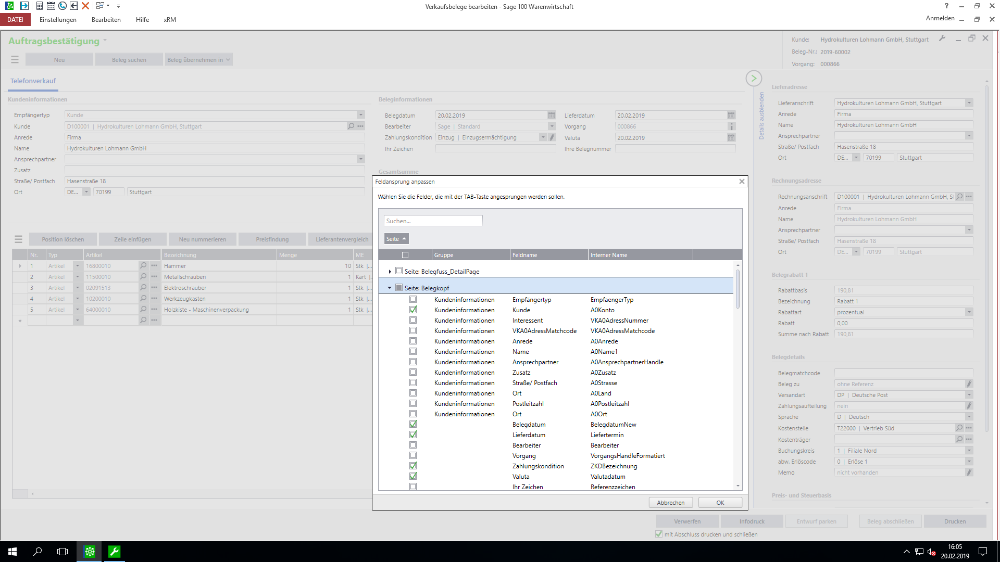 Verkaufsbelege bearbeiten - Sage 100 Warenwirtschaft
DATEI
Einstellungen
Bearbeiten
Hilfe
xRM
Anmelden
Auftragsbestätigung
Kunde: Hydrokulturen Lohmann GmbH, Stuttgart
Beleg-Nr.: 2019-60002
Vorgang: 000866
Neu
Beleg suchen
Beleg übernehmen in
Telefonverkauf
Details ausblenden
Kundeninformationen
Empfängertyp Kunde
Kunde D100001 | Hydrokulturen Lohmann GmbH, Stuttgart
Anrede Firma
Name Hydrokulturen Lohmann GmbH
Ansprechpartner
Zusatz
Straße/ Postfach Hasenstraße 18
Ort DE... 70199 Stuttgart
Beleginformationen
Belegdatum 20.02.2019 Lieferdatum 20.02.2019
Bearbeiter Sage | Standard Vorgang 000866
Zahlungskondition Einzug | Einzugsermächtigung Valuta 20.02.2019
Ihr Zeichen Ihre Belegnummer
Gesamtsumme
Position löschen
Zeile einfügen
Neu nummerieren
Preisfindung
Lieferantenvergleich
Nr. Typ Artikel Bezeichnung Menge ME
1 Artikel 16800010 Hammer 10 Stk |...
2 Artikel 11500010 Metallschrauben 1 Kart |...
3 Artikel 02091513 Elektroschrauber 1 Stk |...
4 Artikel 10200010 Werkzeugkasten 1 Stk |...
5 Artikel 64000010 Holzkiste - Maschinenverpackung 1 Stk |...
Feldansprung anpassen
Wählen Sie die Felder, die mit der TAB-Taste angesprungen werden sollen.
Suchen...
Seite
Gruppe Feldname Interner Name
Seite: Belegfuss_DetailPage
Seite: Belegkopf
Kundeninformationen Empfängertyp EmpfaengerTyp
Kundeninformationen Kunde A0Konto
Kundeninformationen Interessent VKA0AdressNummer
Kundeninformationen VKA0AdressMatchcode VKA0AdressMatchcode
Kundeninformationen Anrede A0Anrede
Kundeninformationen Name A0Name1
Kundeninformationen Ansprechpartner A0AnsprechpartnerHandle
Kundeninformationen Zusatz A0Zusatz
Kundeninformationen Straße/ Postfach A0Strasse
Kundeninformationen Ort A0Land
Kundeninformationen Postleitzahl A0Postleitzahl
Kundeninformationen Ort A0Ort
Belegdatum BelegdatumNew
Lieferdatum Liefertermin
Bearbeiter Bearbeiter
Vorgang VorgangsHandleFormatiert
Zahlungskondition ZKDBezeichnung
Valuta Valutadatum
Ihr Zeichen Referenzzeichen
Abbrechen
OK
Lieferadresse
Lieferanschrift Hydrokulturen Lohmann GmbH, Stuttgart
Anrede Firma
Name Hydrokulturen Lohmann GmbH
Ansprechpartner
Straße/ Postfach Hasenstraße 18
Ort DE... 70199 Stuttgart
Rechnungsadresse
Rechnungsanschrift D100001 | Hydrokulturen Lohmann GmbH, St
Anrede Firma
Name Hydrokulturen Lohmann GmbH
Ansprechpartner
Straße/ Postfach Hasenstraße 18
Ort DE... 70199 Stuttgart
Belegrabatt 1
Rabattbasis 190,81
Bezeichnung Rabatt 1
Rabattart prozentual
Rabatt 0,00
Summe nach Rabatt 190,81
Belegdetails
Belegmatchcode
Beleg zu ohne Referenz
Versandart DP | Deutsche Post
Zahlungsaufteilung nein
Sprache D | Deutsch
Kostenstelle T22000 | Vertrieb Süd
Kostenträger
Buchungskreis 1 | Filiale Nord
abw. Erlöscode 0 | Erlöse 1
Memo nicht vorhanden
Preis- und Steuerbasis
Verwerfen
Infodruck
Entwurf parken
Beleg abschließen
Drucken
mit Abschluss drucken und schließen
16:05
20.02.2019